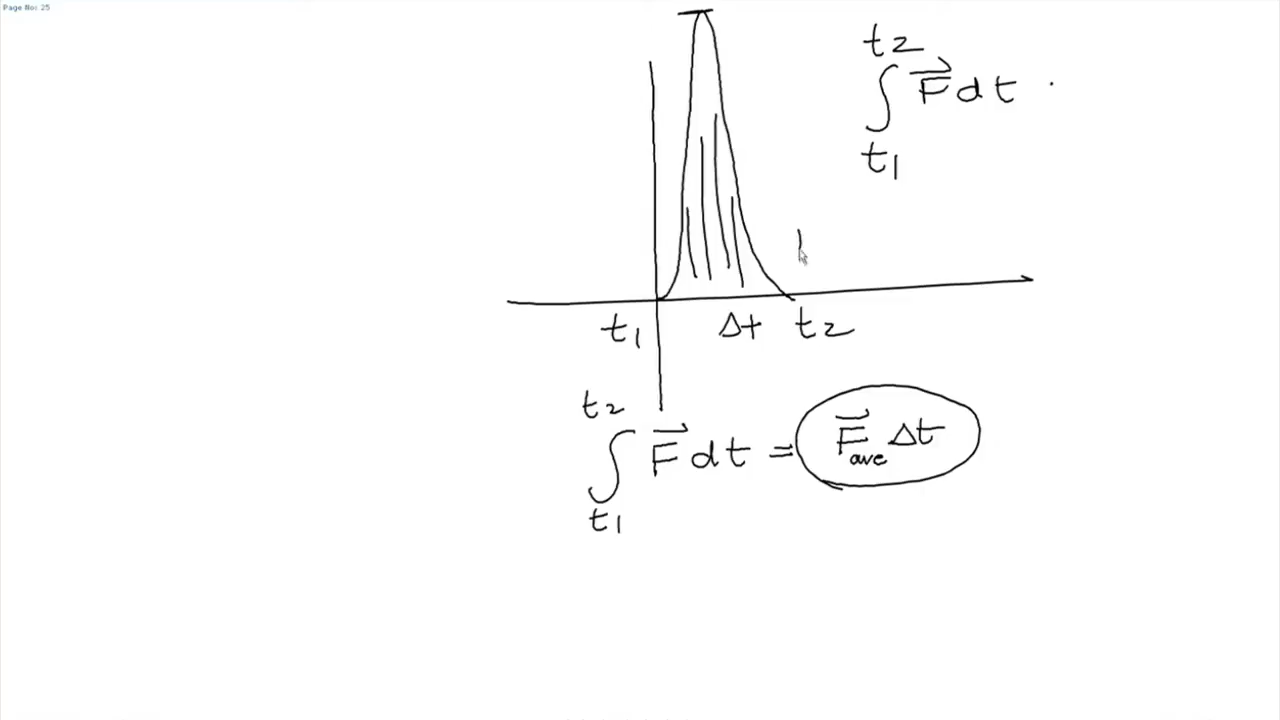 Page No: 25
t2
∫ F⃗ dt
t1
t1 Δt t2
t2
∫ F⃗ dt = F⃗ave Δt
t1